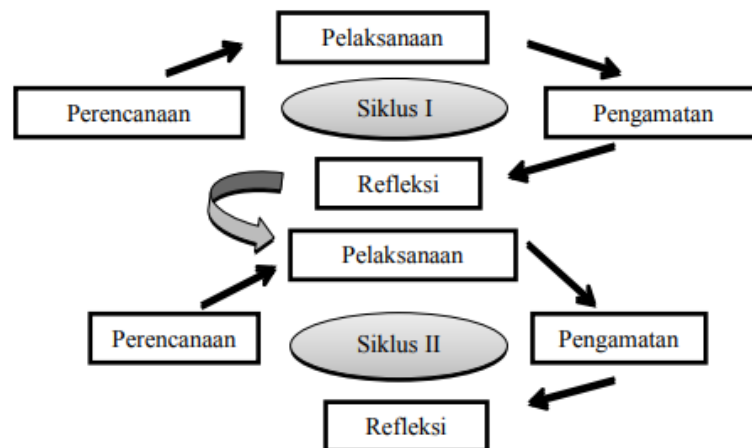 Pelaksanaan
Perencanaan
Siklus I
Pengamatan
Refleksi
Pelaksanaan
Perencanaan
Siklus II
Pengamatan
Refleksi